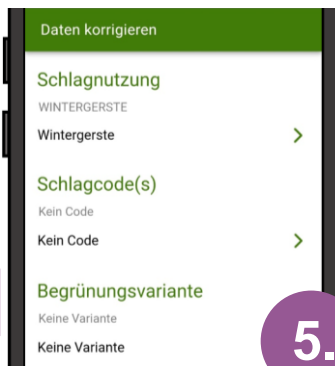 Daten korrigieren
Schlagnutzung
WINTERGERSTE
Wintergerste
Schlagcode(s)
Kein Code
Kein Code
Begrünungsvariante
Keine Variante
Keine Variante
5.